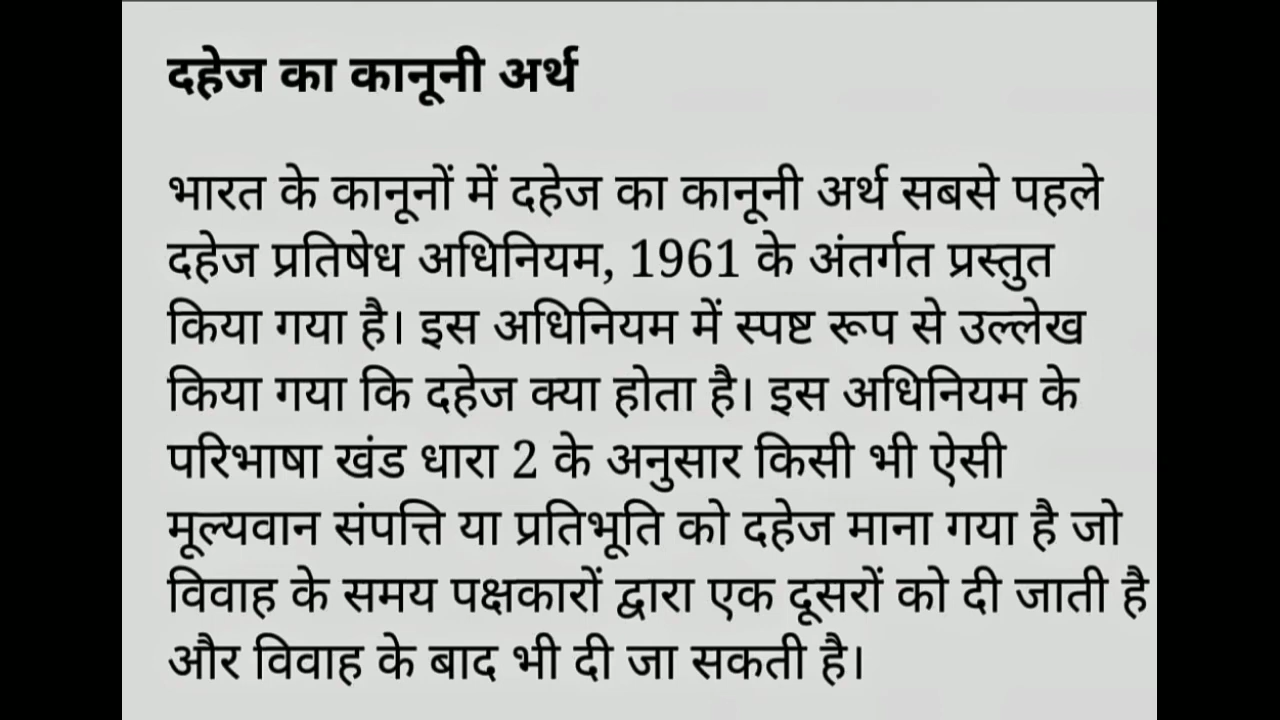 दहेज का कानूनी अर्थ
भारत के कानूनों में दहेज का कानूनी अर्थ सबसे पहले
दहेज प्रतिषेध अधिनियम, 1961 के अंतर्गत प्रस्तुत
किया गया है। इस अधिनियम में स्पष्ट रूप से उल्लेख
किया गया कि दहेज क्या होता है। इस अधिनियम के
परिभाषा खंड धारा 2 के अनुसार किसी भी ऐसी
मूल्यवान संपत्ति या प्रतिभूति को दहेज माना गया है जो
विवाह के समय पक्षकारों द्वारा एक दूसरों को दी जाती है
और विवाह के बाद भी दी जा सकती है।